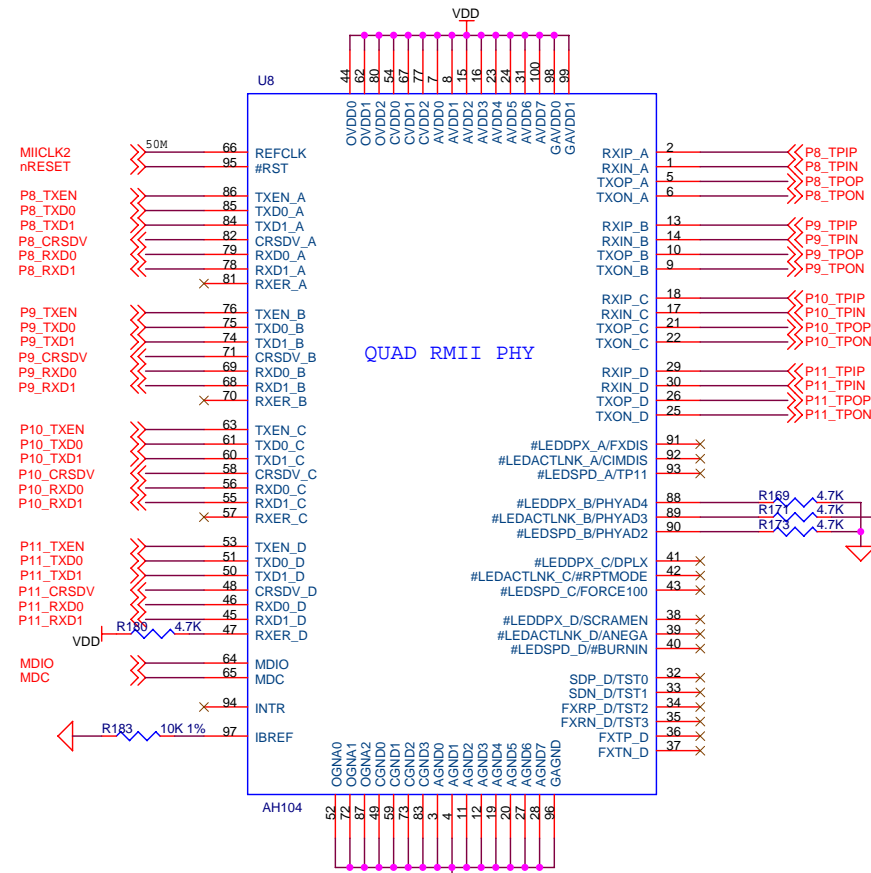 VDD
U8
44 62 80 54 67 77 7 8 15 16 23 24 31 100 98 99
OVDD0 OVDD1 OVDD2 CVDD0 CVDD1 CVDD2 AVDD0 AVDD1 AVDD2 AVDD3 AVDD4 AVDD5 AVDD6 AVDD7 GAVDD0 GAVDD1
MIICLK2 50M 66 REFCLK
nRESET 95 #RST
P8_TXEN 86 TXEN_A
P8_TXD0 85 TXD0_A
P8_TXD1 84 TXD1_A
P8_CRSDV 82 CRSDV_A
P8_RXD0 79 RXD0_A
P8_RXD1 78 RXD1_A
81 RXER_A
P9_TXEN 76 TXEN_B
P9_TXD0 75 TXD0_B
P9_TXD1 74 TXD1_B
P9_CRSDV 71 CRSDV_B
P9_RXD0 69 RXD0_B
P9_RXD1 68 RXD1_B
70 RXER_B
P10_TXEN 63 TXEN_C
P10_TXD0 61 TXD0_C
P10_TXD1 60 TXD1_C
P10_CRSDV 58 CRSDV_C
P10_RXD0 56 RXD0_C
P10_RXD1 55 RXD1_C
57 RXER_C
P11_TXEN 53 TXEN_D
P11_TXD0 51 TXD0_D
P11_TXD1 50 TXD1_D
P11_CRSDV 48 CRSDV_D
P11_RXD0 46 RXD0_D
P11_RXD1 45 RXD1_D
VDD R180 4.7K 47 RXER_D
MDIO 64 MDIO
MDC 65 MDC
94 INTR
R183 10K 1% 97 IBREF
QUAD RMII PHY
RXIP_A 2 P8_TPIP
RXIN_A 1 P8_TPIN
TXOP_A 5 P8_TPOP
TXON_A 6 P8_TPON
RXIP_B 13 P9_TPIP
RXIN_B 14 P9_TPIN
TXOP_B 10 P9_TPOP
TXON_B 9 P9_TPON
RXIP_C 18 P10_TPIP
RXIN_C 17 P10_TPIN
TXOP_C 21 P10_TPOP
TXON_C 22 P10_TPON
RXIP_D 29 P11_TPIP
RXIN_D 30 P11_TPIN
TXOP_D 26 P11_TPOP
TXON_D 25 P11_TPON
#LEDDPX_A/FXDIS 91
#LEDACTLNK_A/CIMDIS 92
#LEDSPD_A/TP11 93
#LEDDPX_B/PHYAD4 88 R169 4.7K
#LEDACTLNK_B/PHYAD3 89 R171 4.7K
#LEDSPD_B/PHYAD2 90 R173 4.7K
#LEDDPX_C/DPLX 41
#LEDACTLNK_C/#RPTMODE 42
#LEDSPD_C/FORCE100 43
#LEDDPX_D/SCRAMEN 38
#LEDACTLNK_D/ANEGA 39
#LEDSPD_D/#BURNIN 40
SDP_D/TST0 32
SDN_D/TST1 33
FXRP_D/TST2 34
FXRN_D/TST3 35
FXTP_D 36
FXTN_D 37
OGNA0 OGNA1 OGNA2 CGND0 CGND1 CGND2 CGND3 AGND0 AGND1 AGND2 AGND3 AGND4 AGND5 AGND6 AGND7 GAGND
AH104
52 72 87 49 59 73 83 3 4 11 12 19 20 27 28 96